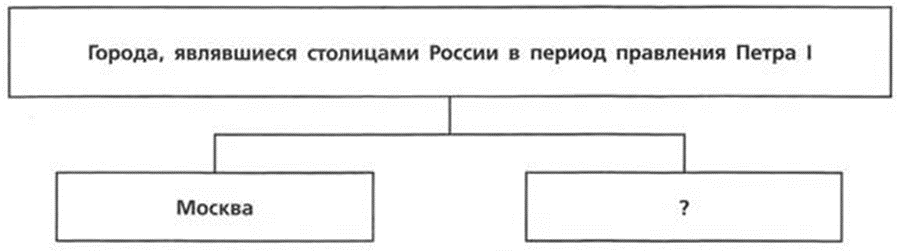 Города, являвшиеся столицами России в период правления Петра I
Москва
?